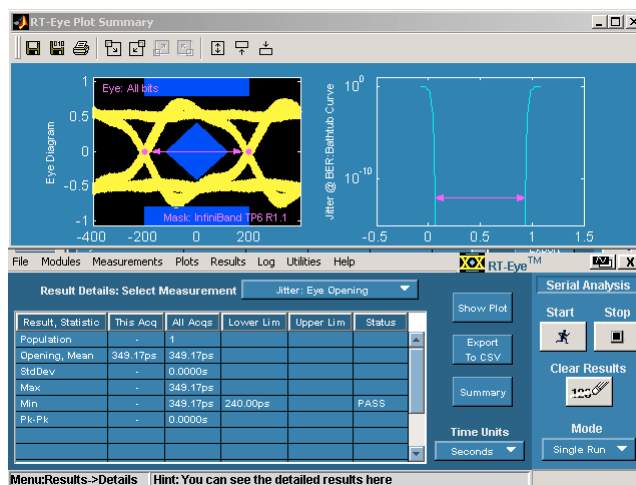 RT-Eye Plot Summary
Eye: All bits
Mask: InfiniBand TP6 R1.1
Eye Diagram
1
0.5
0
-0.5
-1
-400 -200 0 200 400
Jitter @ BER:Bathtub Curve
10^0
10^-10
-0.5 0 0.5 1 1.5
File Modules Measurements Plots Results Log Utilities Help
RT-Eye™
X
Result Details: Select Measurement
Jitter: Eye Opening
Result, Statistic This Acq All Acqs Lower Lim Upper Lim Status
Population - 1
Opening, Mean 349.17ps 349.17ps
StdDev - 0.0000s
Max - 349.17ps
Min - 349.17ps 240.00ps PASS
Pk-Pk - 0.0000s
Show Plot
Export
To CSV
Summary
Time Units
Seconds
Serial Analysis
Start Stop
Clear Results
123
Mode
Single Run
Menu:Results->Details Hint: You can see the detailed results here